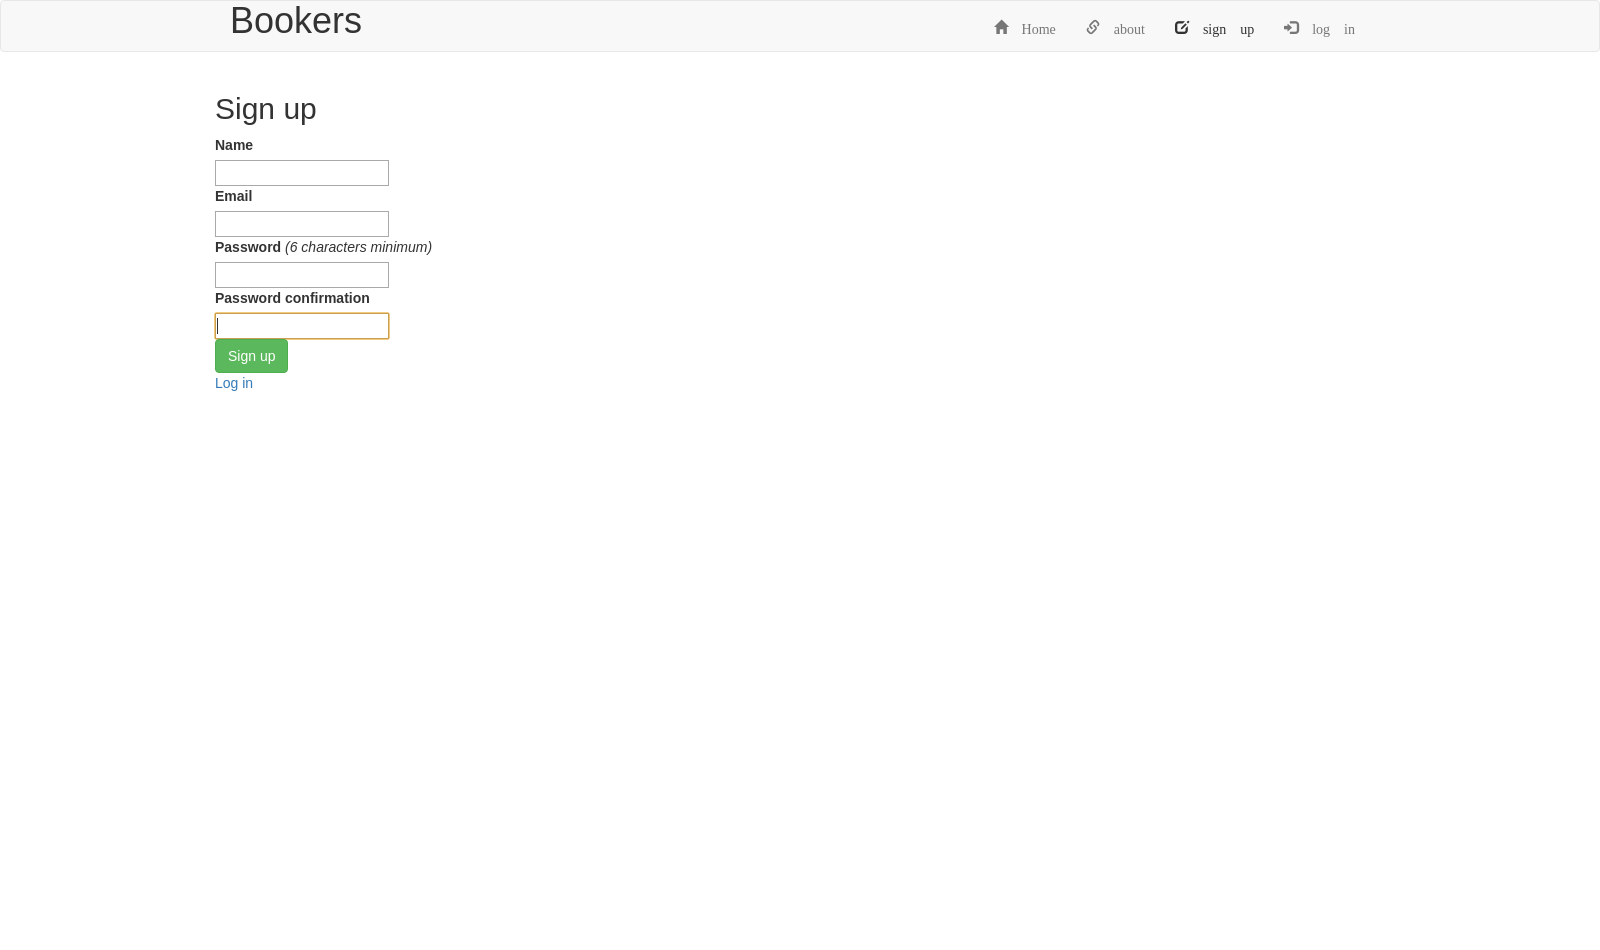 Bookers
Home about sign up log in
Sign up
Name
Email
Password (6 characters minimum)
Password confirmation
Sign up
Log in